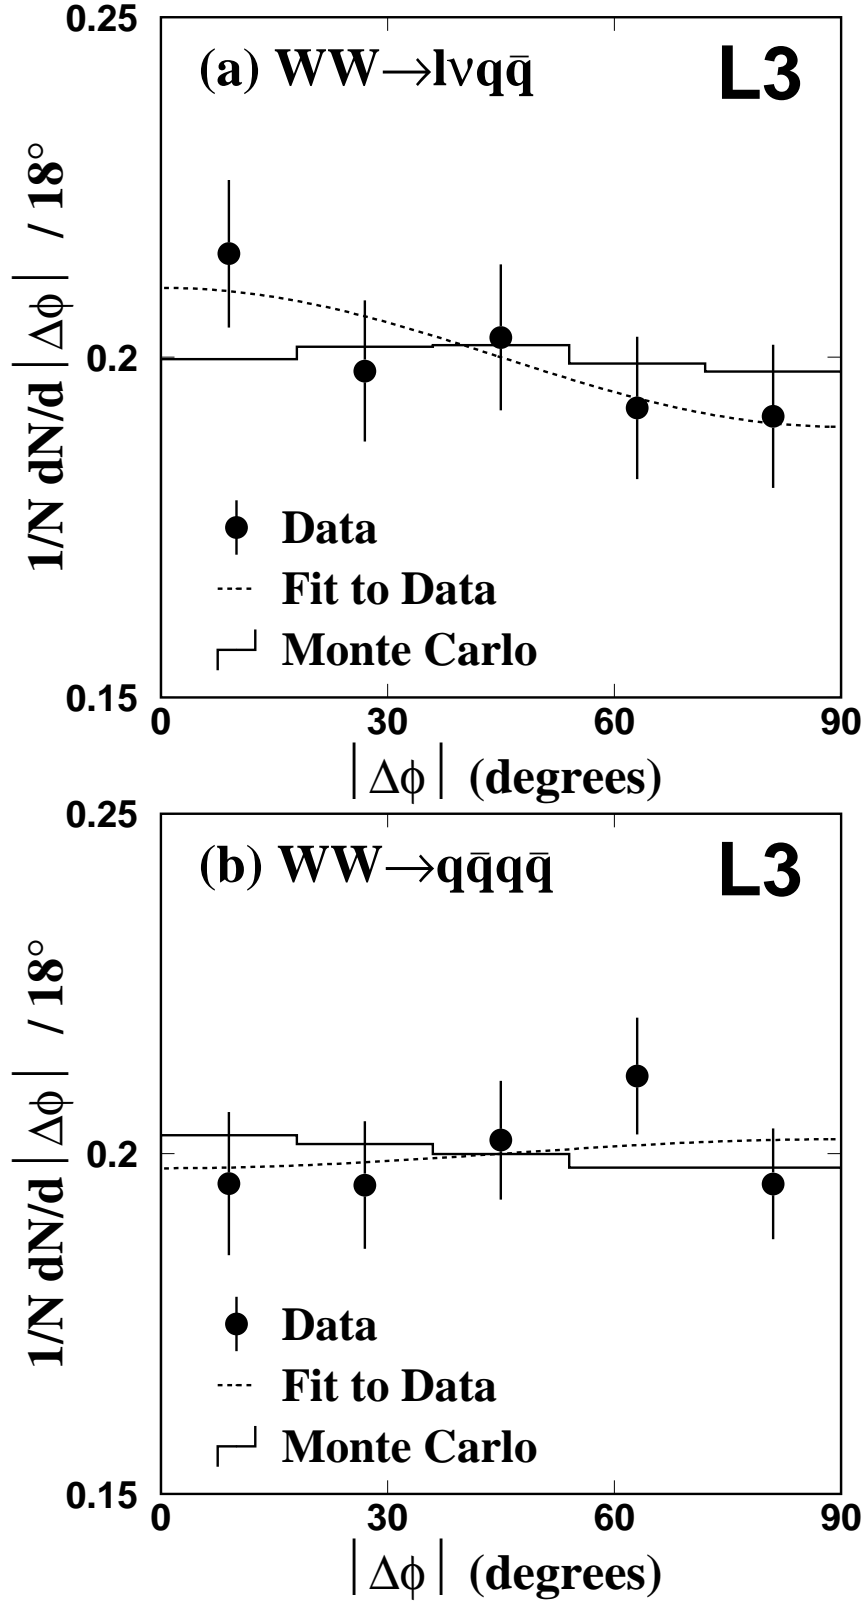 0.25
(a) WW→lνqq̄
L3
1/N dN/d|Δϕ| / 18°
0.2
Data
Fit to Data
Monte Carlo
0.15
0 30 60 90
|Δϕ| (degrees)
0.25
(b) WW→qq̄qq̄
L3
1/N dN/d|Δϕ| / 18°
0.2
Data
Fit to Data
Monte Carlo
0.15
0 30 60 90
|Δϕ| (degrees)